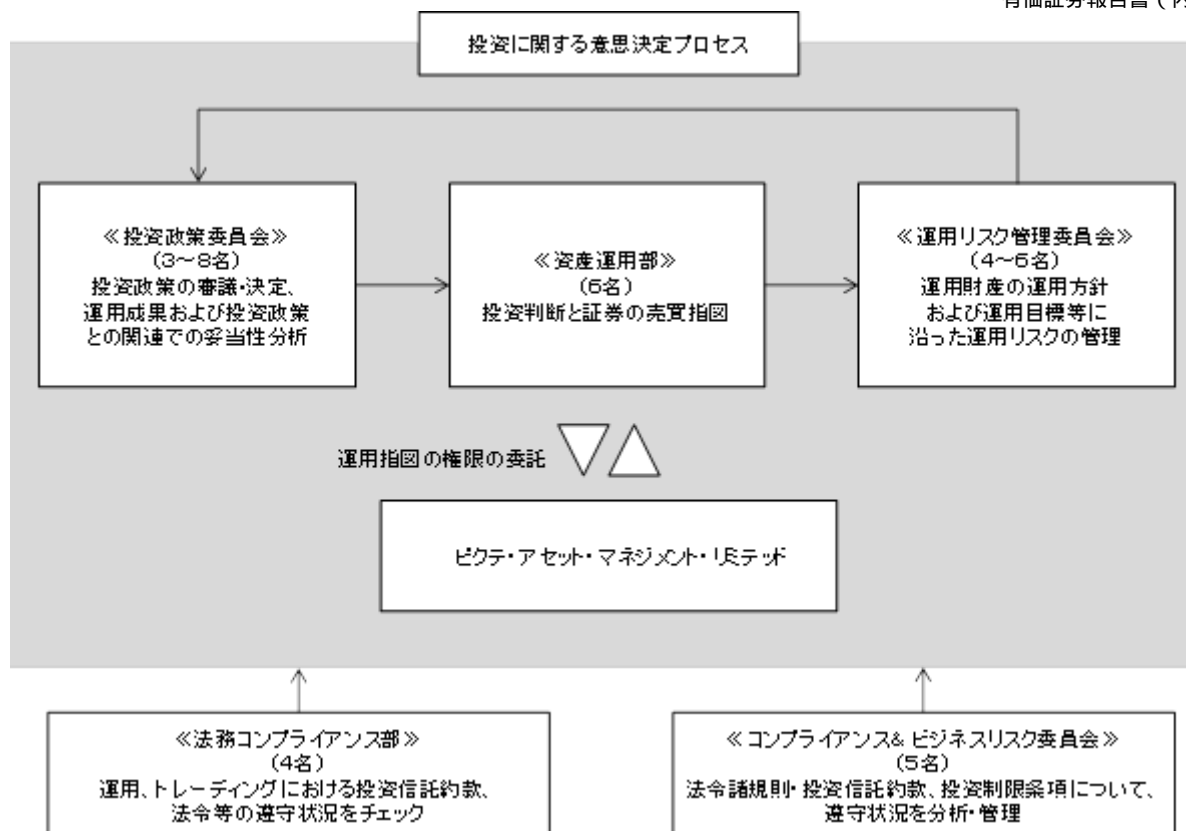 有価証券報告書（内
投資に関する意思決定プロセス
≪投資政策委員会≫
(3～8名)
投資政策の審議・決定、
運用成果および投資政策
との関連での妥当性分析
≪資産運用部≫
(6名)
投資判断と証券の売買指図
≪運用リスク管理委員会≫
(4～6名)
運用財産の運用方針
および運用目標等に
沿った運用リスクの管理
運用指図の権限の委託
ピクテ・アセット・マネジメント・リミテッド
≪法務コンプライアンス部≫
(4名)
運用、トレーディングにおける投資信託約款、
法令等の遵守状況をチェック
≪コンプライアンス& ビジネスリスク委員会≫
(5名)
法令諸規則・投資信託約款、投資制限条項について、
遵守状況を分析・管理